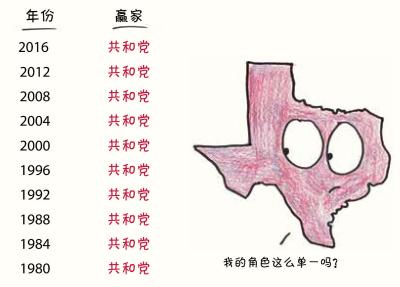 年份 赢家
2016 共和党
2012 共和党
2008 共和党
2004 共和党
2000 共和党
1996 共和党
1992 共和党
1988 共和党
1984 共和党
1980 共和党
我的角色这么单一吗?